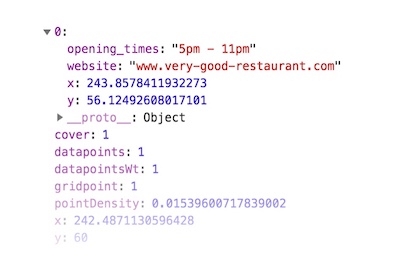 ▼ 0:
opening_times: "5pm - 11pm"
website: "www.very-good-restaurant.com"
x: 243.8578411932273
y: 56.12492608017101
▶ __proto__: Object
cover: 1
datapoints: 1
datapointsWt: 1
gridpoint: 1
pointDensity: 0.01539600717839002
x: 242.4871130596428
y: 60